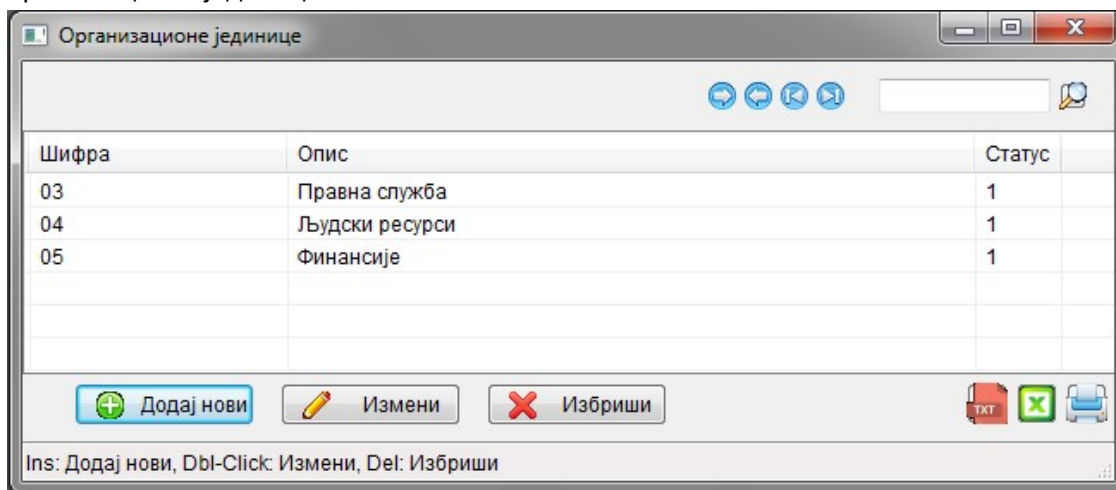 Организационе јединице
Шифра Опис Статус
03 Правна служба 1
04 Људски ресурси 1
05 Финансије 1
Додај нови Измени Избриши TXT X
Ins: Додај нови, Dbl-Click: Измени, Del: Избриши